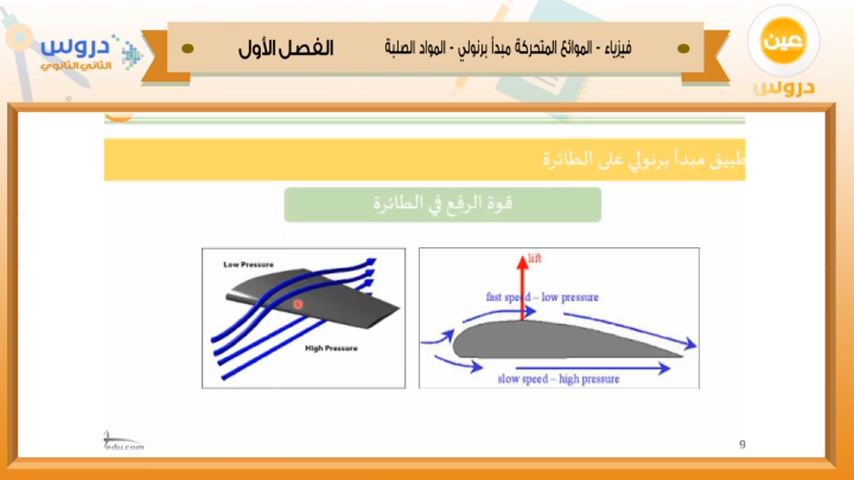 عين
دروس
فيزياء - الموائع المتحركة مبدأ برنولي - المواد الصلبة
الفصل الأول
دروس
الثاني الثانوي
طبيق مبدأ برنولي على الطائرة
قوة الرفع في الطائرة
Low Pressure
High Pressure
lift
fast speed – low pressure
slow speed – high pressure
edu.com
9